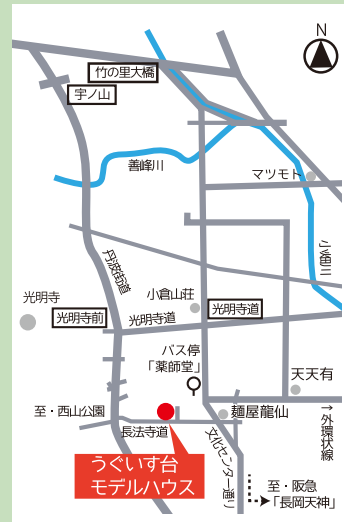 N
竹の里大橋
宇ノ山
善峰川
マツモト
小畑川
丹波街道
光明寺
小倉山荘
光明寺道
光明寺前
光明寺道
バス停
「薬師堂」
天天有
麺屋龍仙
至・西山公園
長法寺道
文化センター通り
→外環状線
うぐいす台
モデルハウス
至・阪急
「長岡天神」